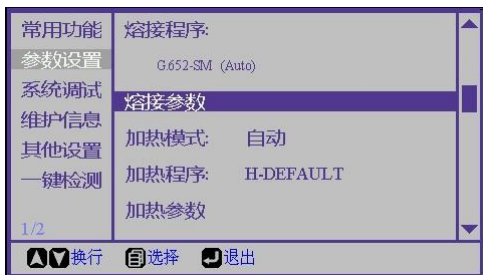 常用功能
参数设置
系统调试
维护信息
其他设置
一键检测
1/2
熔接程序:
G.652-SM (Auto)
熔接参数
加热模式: 自动
加热程序: H-DEFAULT
加热参数
换行 选择 退出